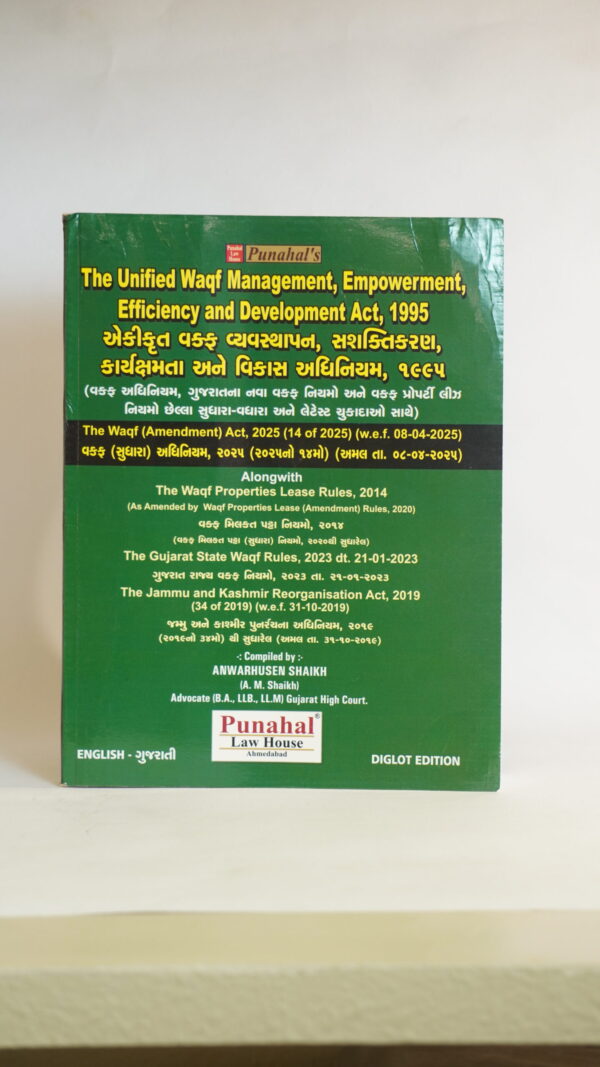 Punahal Law House Punahal's
The Unified Waqf Management, Empowerment,
Efficiency and Development Act, 1995
એકીકૃત વક્ફ વ્યવસ્થાપન, સશક્તિકરણ,
કાર્યક્ષમતા અને વિકાસ અધિનિયમ, ૧૯૯૫
(વકફ અધિનિયમ, ગુજરાતના નવા વકફ નિયમો અને વકફ પ્રોપર્ટી લીઝ
નિયમો છેલ્લા સુધારા-વધારા અને લેટેસ્ટ ચુકાદાઓ સાથે)
The Waqf (Amendment) Act, 2025 (14 of 2025) (w.e.f. 08-04-2025)
વકફ (સુધારા) અધિનિયમ, ૨૦૨૫ (૨૦૨૫નો ૧૪મો) (અમલ તા. ૦૮-૦૪-૨૦૨૫)
Alongwith
The Waqf Properties Lease Rules, 2014
(As Amended by Waqf Properties Lease (Amendment) Rules, 2020)
વકફ મિલકત પટ્ટા નિયમો, ૨૦૧૪
(વકફ મિલકત પટ્ટા (સુધારા) નિયમો, ૨૦૨૦થી સુધારેલ)
The Gujarat State Waqf Rules, 2023 dt. 21-01-2023
ગુજરાત રાજ્ય વકફ નિયમો, ૨૦૨૩ તા. ૨૧-૦૧-૨૦૨૩
The Jammu and Kashmir Reorganisation Act, 2019
(34 of 2019) (w.e.f. 31-10-2019)
જમ્મુ અને કાશ્મીર પુનર્રચના અધિનિયમ, ૨૦૧૯
(૨૦૧૯નો ૩૪મો) થી સુધારેલ (અમલ તા. ૩૧-૧૦-૨૦૧૯)
-: Compiled by :-
ANWARHUSEN SHAIKH
(A. M. Shaikh)
Advocate (B.A., LLB., LL.M) Gujarat High Court.
Punahal®
Law House
Ahmedabad
ENGLISH - ગુજરાતી
DIGLOT EDITION